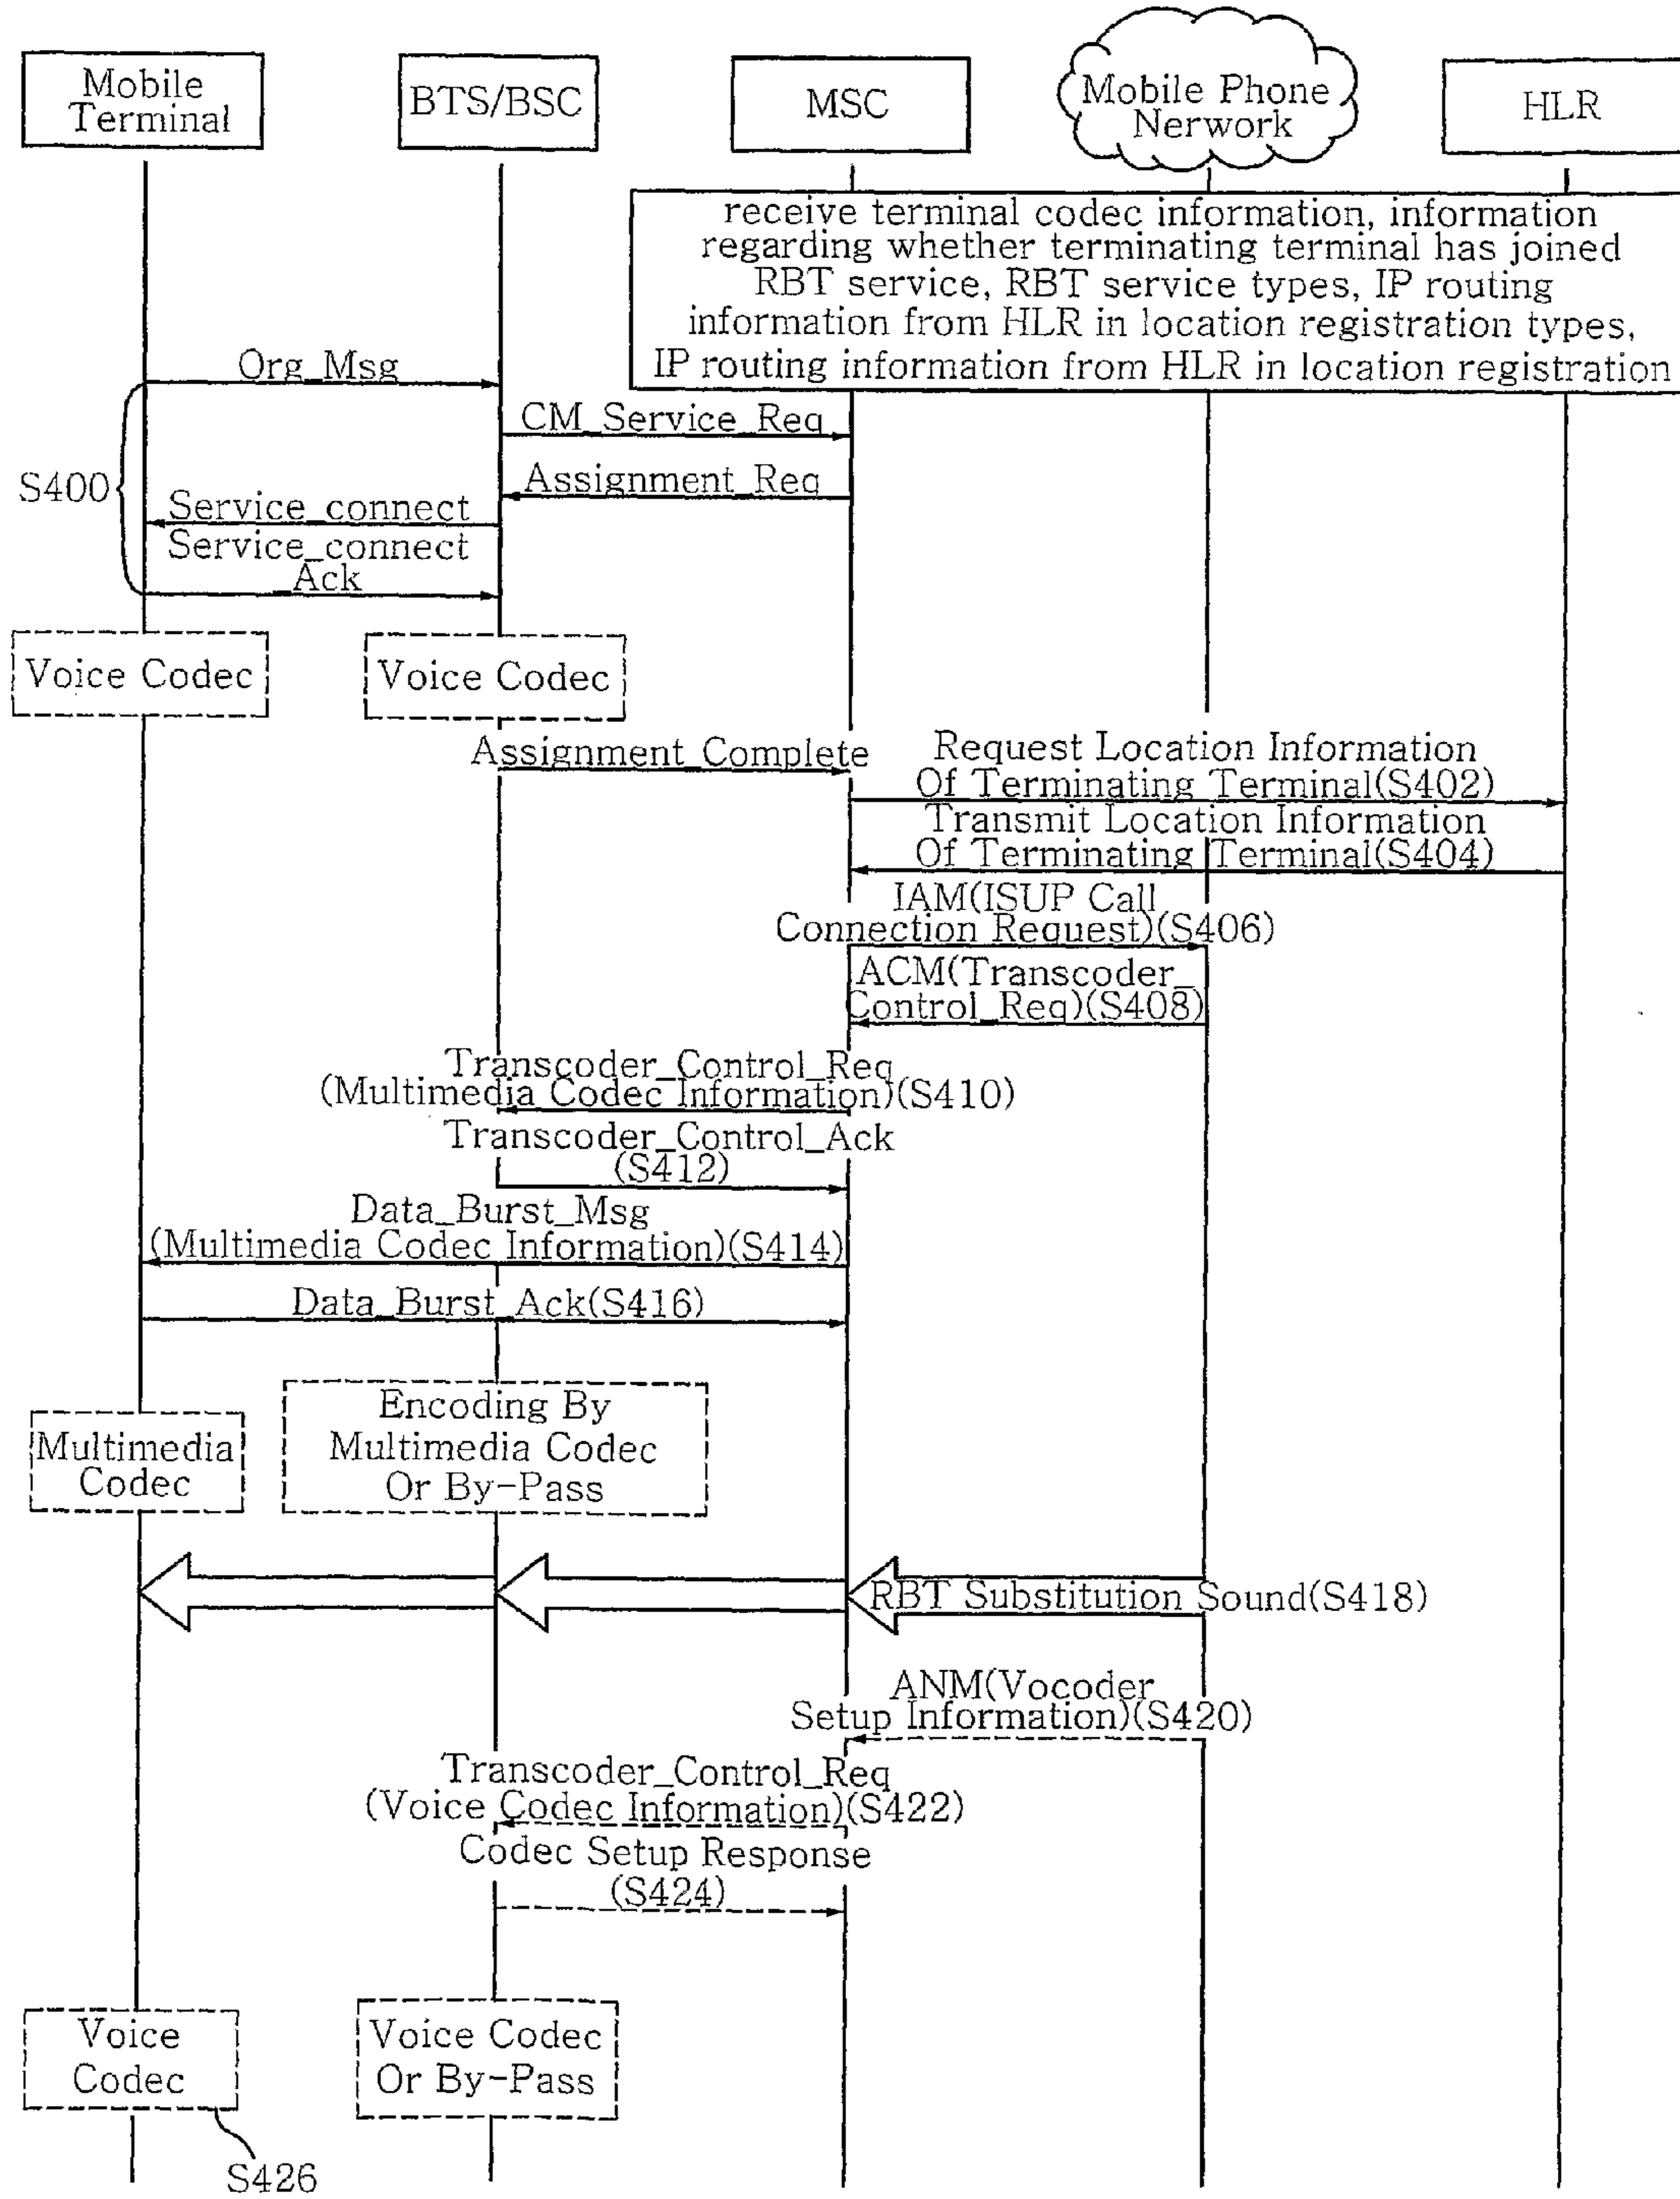 Mobile
Terminal
BTS/BSC
MSC
Mobile Phone
Nerwork
HLR
receive terminal codec information, information
regarding whether terminating terminal has joined
RBT service, RBT service types, IP routing
information from HLR in location registration types,
IP routing information from HLR in location registration
Org_Msg
CM_Service_Req
S400
Assignment_Req
Service_connect
Service_connect
_Ack
Voice Codec
Voice Codec
Assignment_Complete
Request Location Information
Of Terminating Terminal(S402)
Transmit Location Information
Of Terminating Terminal(S404)
IAM(ISUP Call
Connection Request)(S406)
ACM(Transcoder_
Control_Req)(S408)
Transcoder_Control_Req
(Multimedia Codec Information)(S410)
Transcoder_Control_Ack
(S412)
Data_Burst_Msg
(Multimedia Codec Information)(S414)
Data_Burst_Ack(S416)
Multimedia
Codec
Encoding By
Multimedia Codec
Or By-Pass
RBT Substitution Sound(S418)
ANM(Vocoder
Setup Information)(S420)
Transcoder_Control_Req
(Voice Codec Information)(S422)
Codec Setup Response
(S424)
Voice
Codec
Voice Codec
Or By-Pass
S426